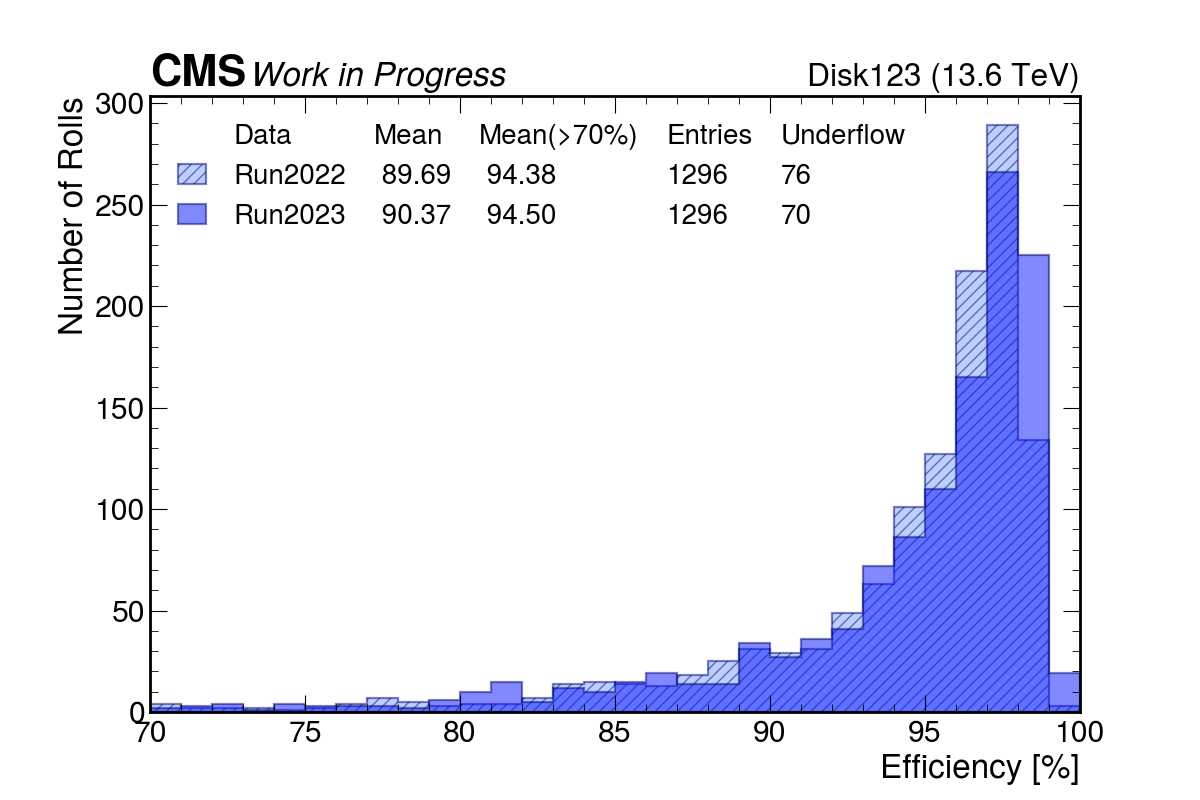 CMS Work in Progress Disk123 (13.6 TeV)
Number of Rolls
300
250
200
150
100
50
0
Data Mean Mean(>70%) Entries Underflow
Run2022 89.69 94.38 1296 76
Run2023 90.37 94.50 1296 70
70 75 80 85 90 95 100
Efficiency [%]